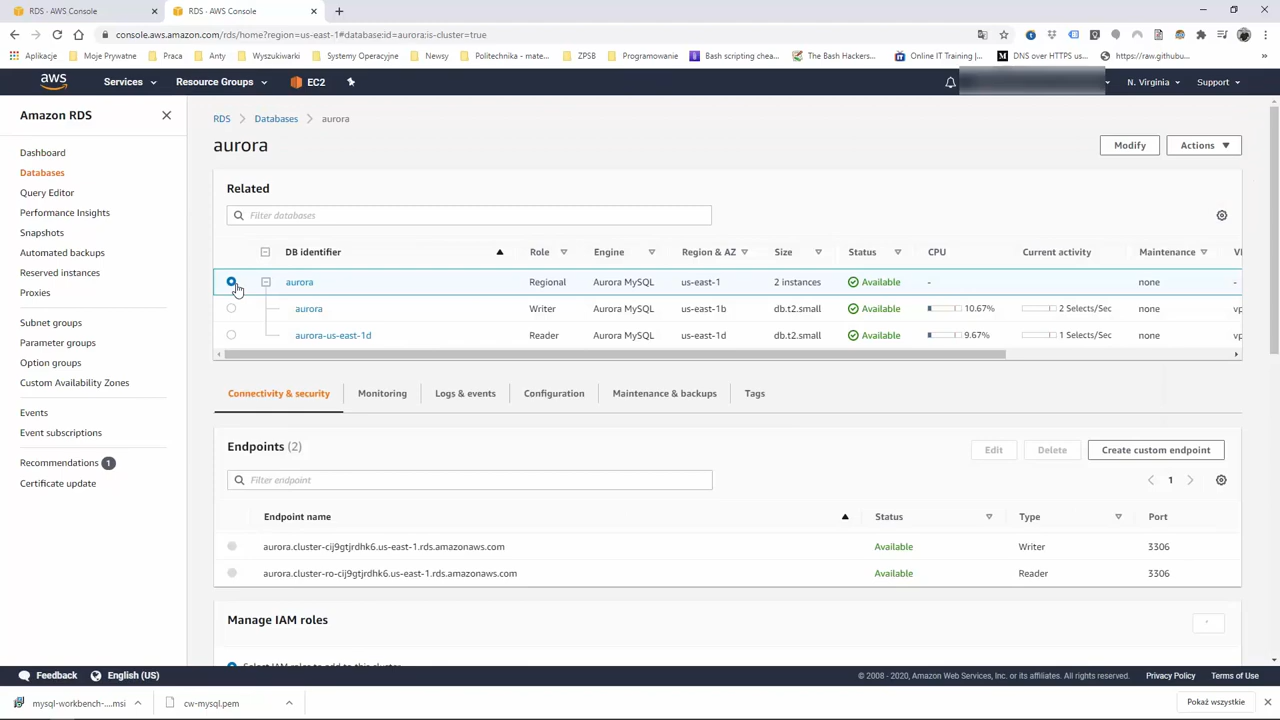 RDS - AWS Console
RDS - AWS Console
console.aws.amazon.com/rds/home?region=us-east-1#database:id=aurora;is-cluster=true
Aplikacje Moje Prywatne Praca Anty Wyszukiwarki Systemy Operacyjne Newsy Politechnika - mate... ZPSB Programowanie Bash scripting chea... The Bash Hackers... Online IT Training |... DNS over HTTPS us... https://raw.githubu...
aws Services Resource Groups EC2 N. Virginia Support
Amazon RDS
Dashboard
Databases
Query Editor
Performance Insights
Snapshots
Automated backups
Reserved instances
Proxies
Subnet groups
Parameter groups
Option groups
Custom Availability Zones
Events
Event subscriptions
Recommendations 1
Certificate update
RDS Databases aurora
aurora
Modify Actions
Related
Filter databases
DB identifier Role Engine Region & AZ Size Status CPU Current activity Maintenance
aurora Regional Aurora MySQL us-east-1 2 instances Available - none -
aurora Writer Aurora MySQL us-east-1b db.t2.small Available 10.67% 2 Selects/Sec none
aurora-us-east-1d Reader Aurora MySQL us-east-1d db.t2.small Available 9.67% 1 Selects/Sec none
Connectivity & security Monitoring Logs & events Configuration Maintenance & backups Tags
Endpoints (2)
Edit Delete Create custom endpoint
Filter endpoint
1
Endpoint name Status Type Port
aurora.cluster-cij9gtjrdhk6.us-east-1.rds.amazonaws.com Available Writer 3306
aurora.cluster-ro-cij9gtjrdhk6.us-east-1.rds.amazonaws.com Available Reader 3306
Manage IAM roles
Select IAM roles to add to this cluster
Feedback English (US)
© 2008 - 2020, Amazon Web Services, Inc. or its affiliates. All rights reserved. Privacy Policy Terms of Use
mysql-workbench-....msi cw-mysql.pem Pokaż wszystkie